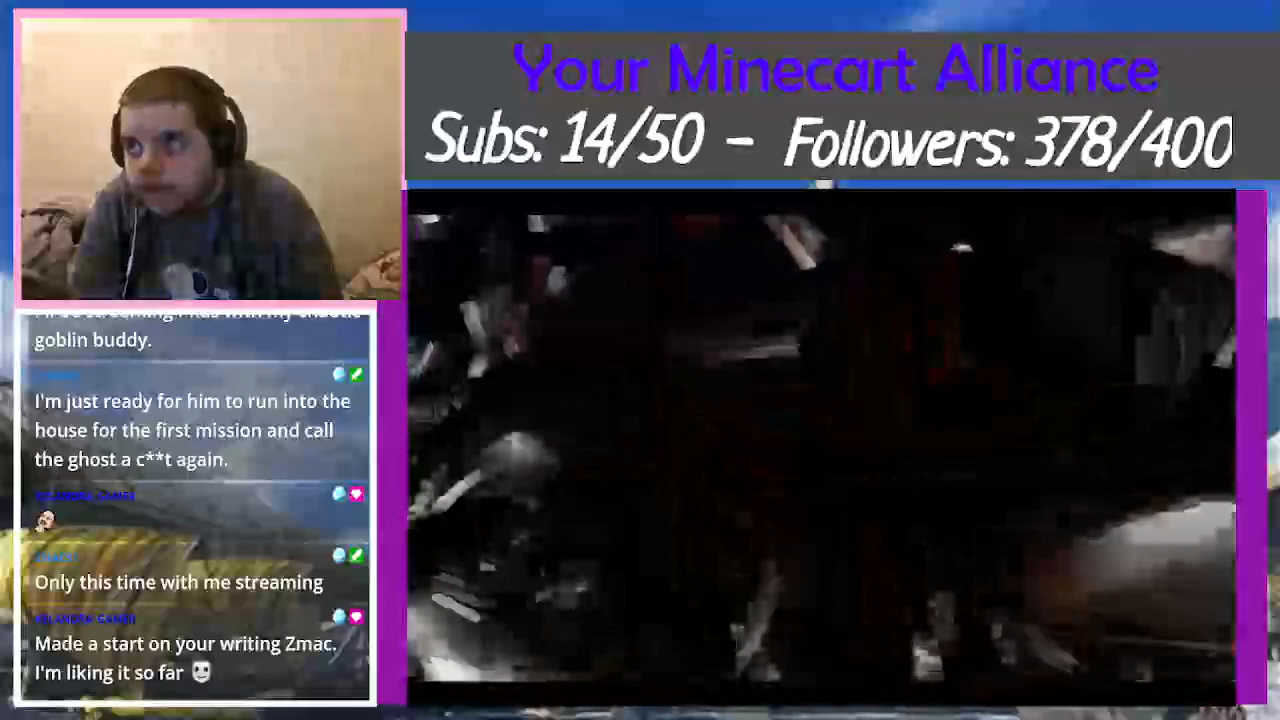 Your Minecart Alliance
Subs: 14/50 - Followers: 378/400
goblin buddy.
I'm just ready for him to run into the
house for the first mission and call
the ghost a c**t again.
Only this time with me streaming
Made a start on your writing Zmac.
I'm liking it so far